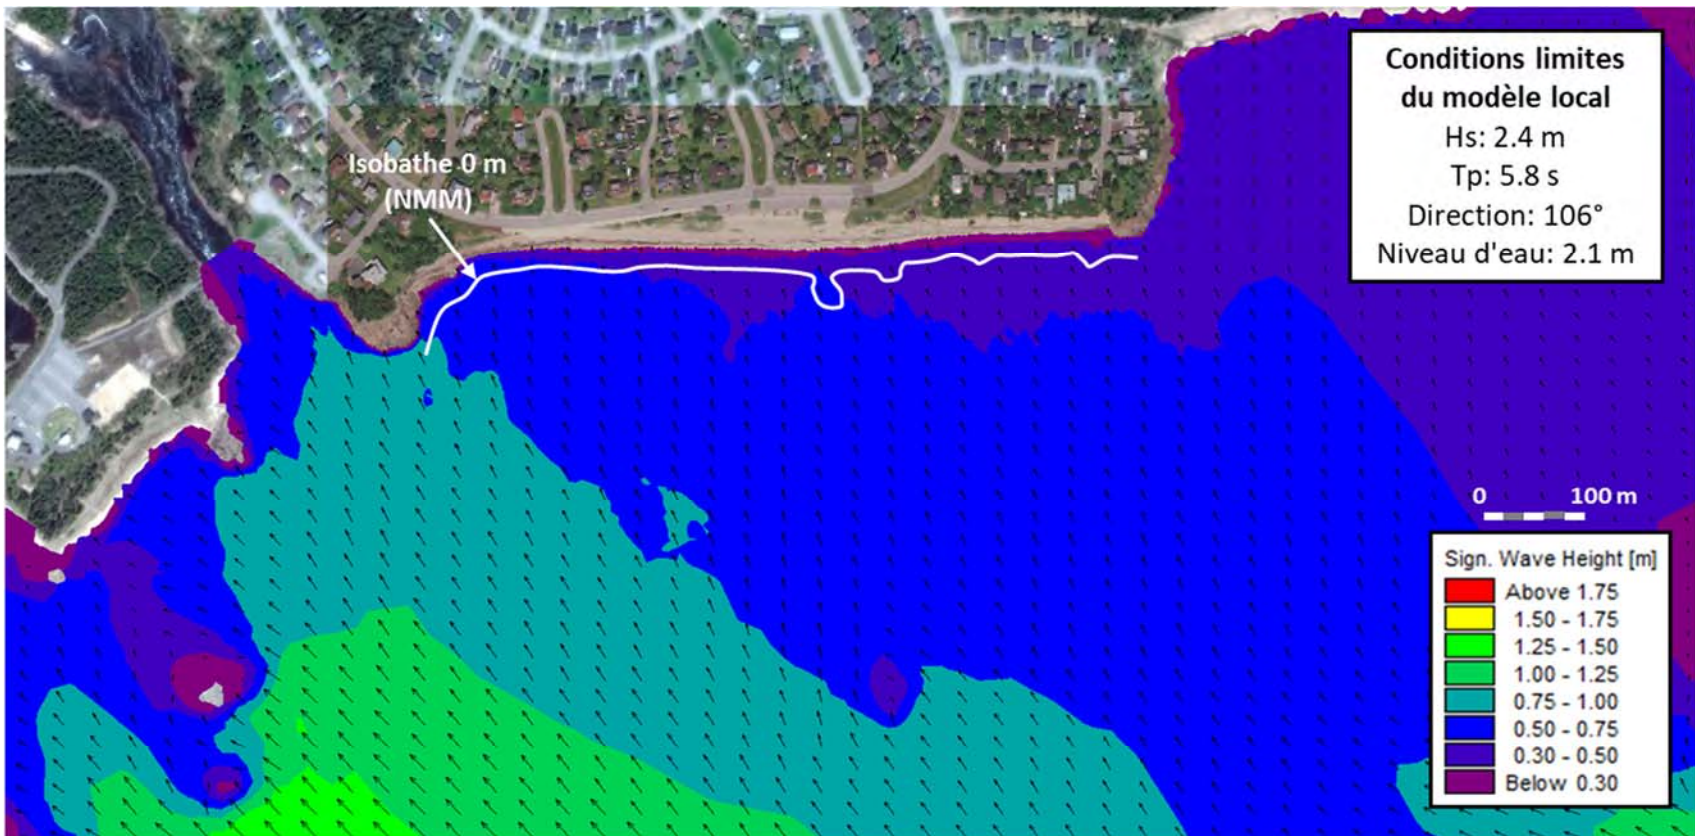 Conditions limites
du modèle local
Hs: 2.4 m
Tp: 5.8 s
Direction: 106°
Niveau d'eau: 2.1 m
Isobathe 0 m
(NMM)
0 100 m
Sign. Wave Height [m]
Above 1.75
1.50 - 1.75
1.25 - 1.50
1.00 - 1.25
0.75 - 1.00
0.50 - 0.75
0.30 - 0.50
Below 0.30